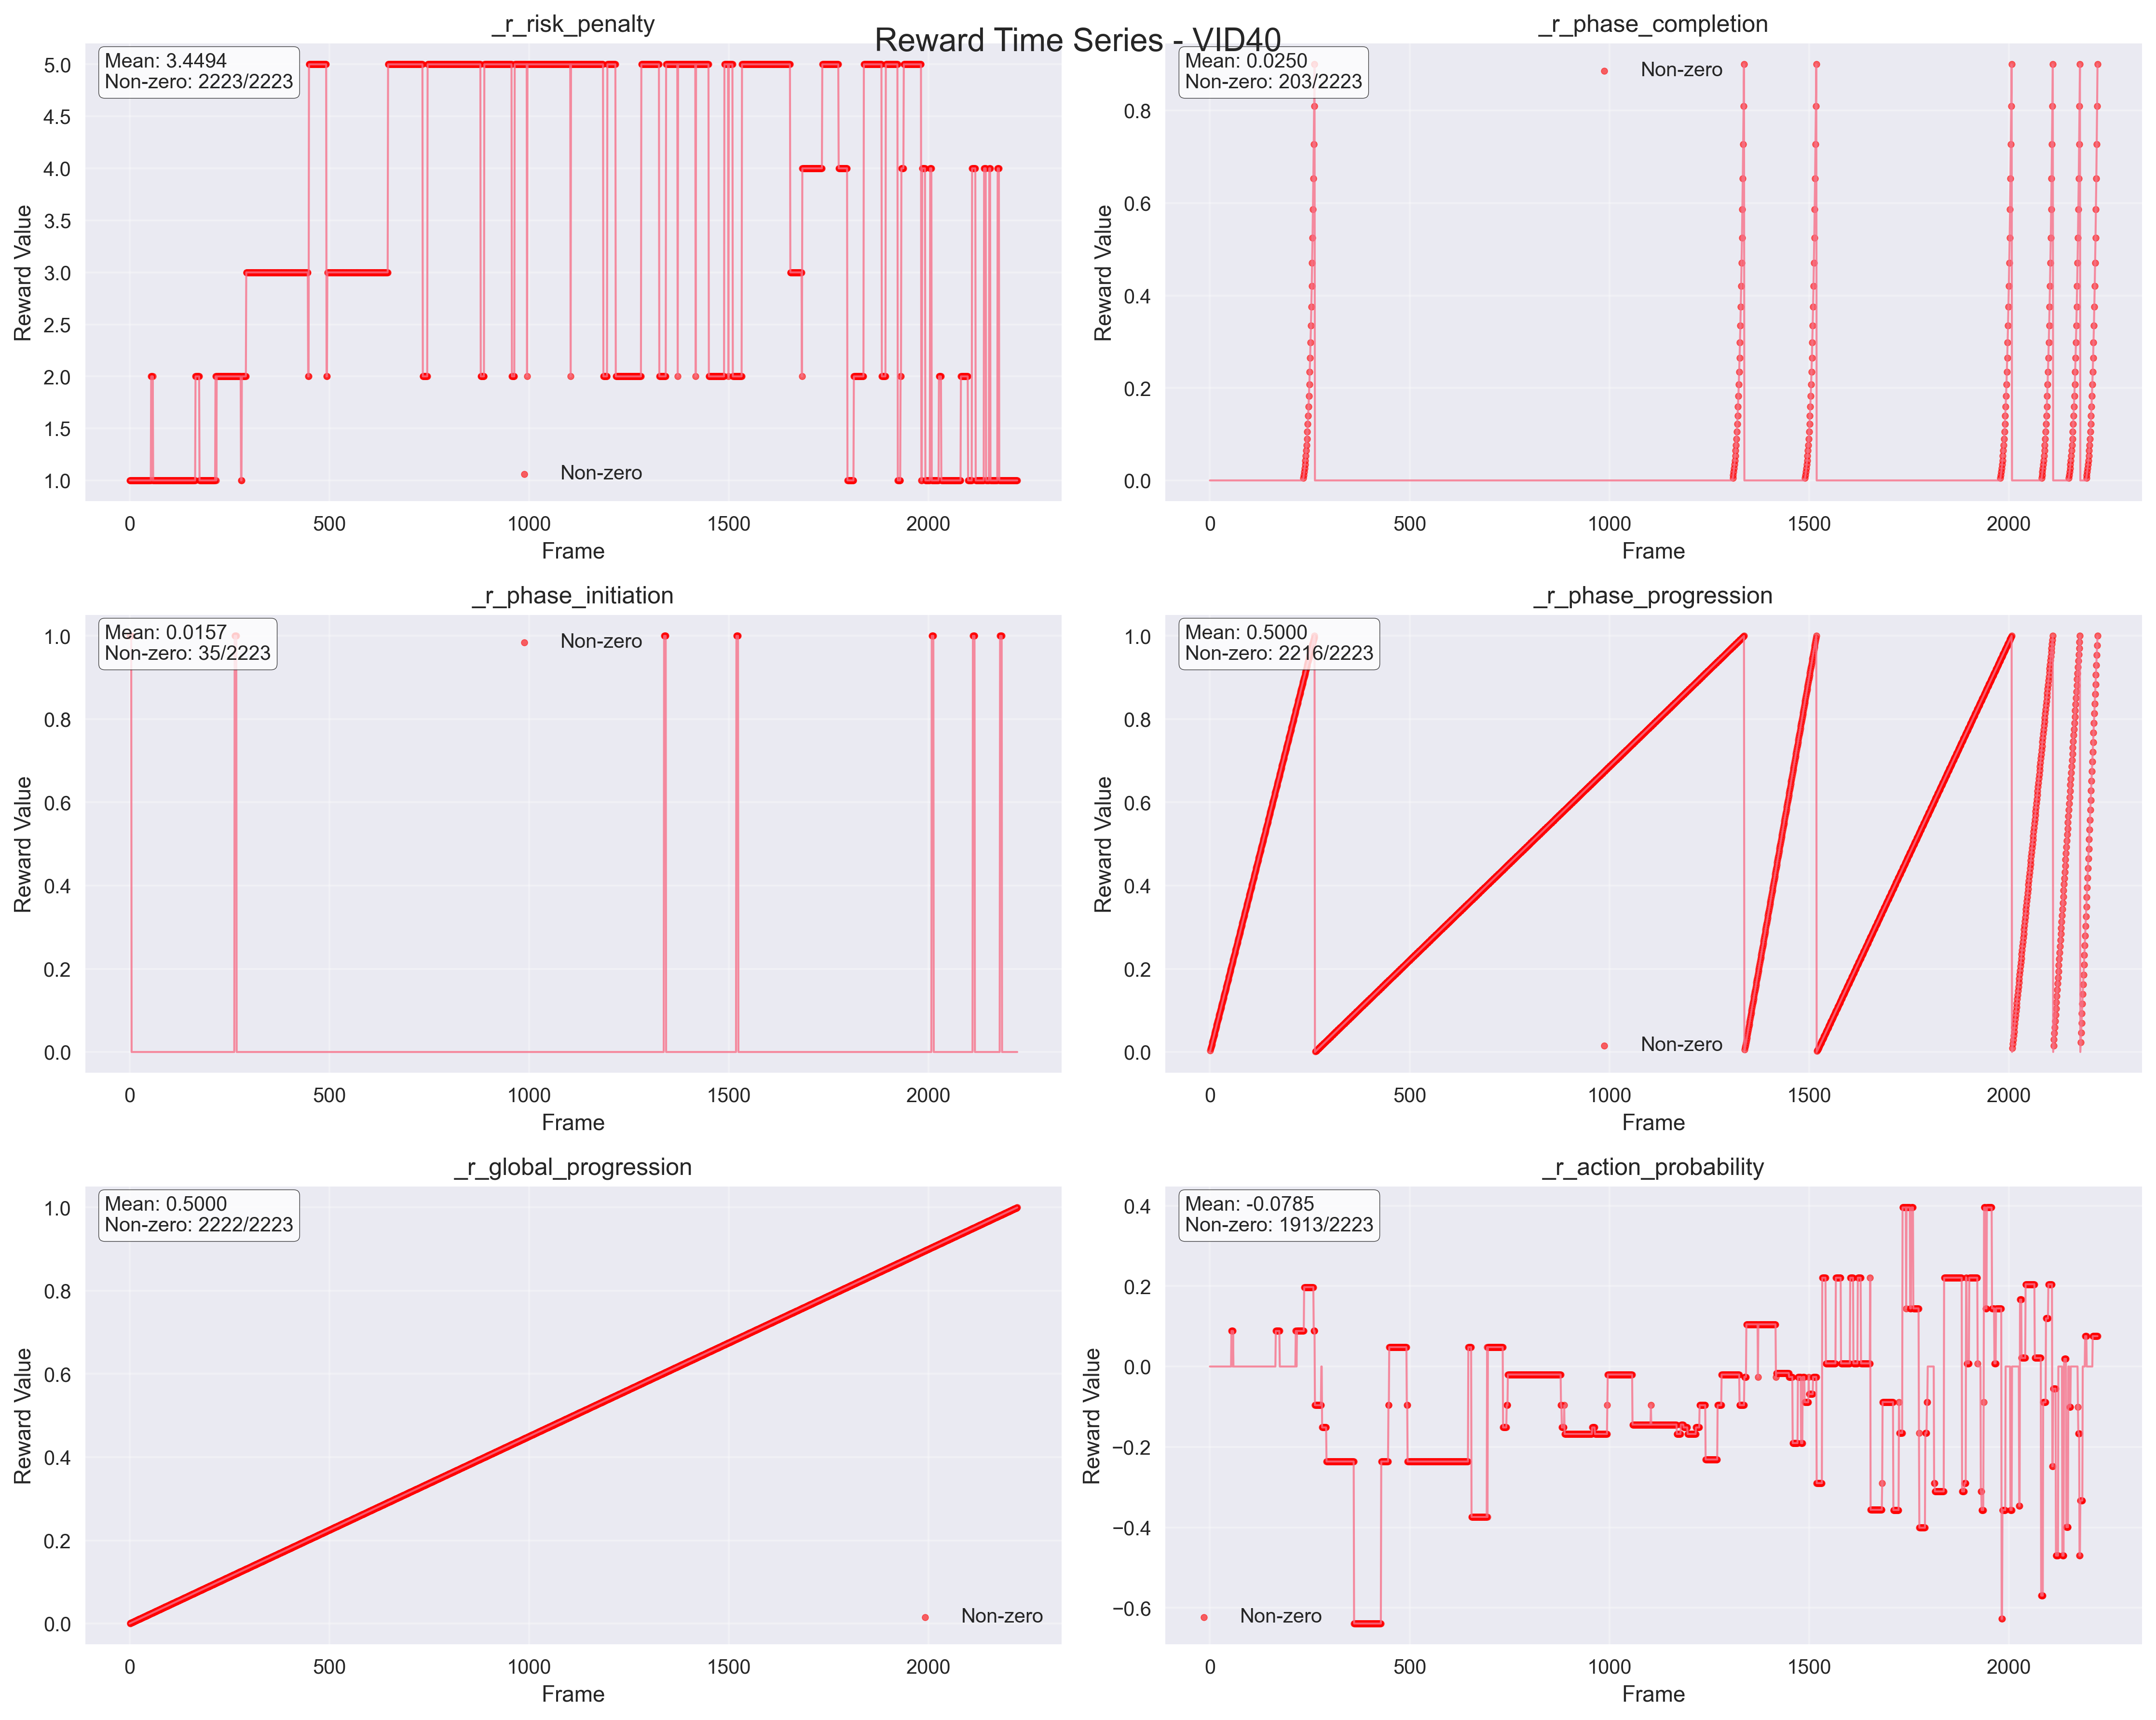 Reward Time Series - VID40
_r_risk_penalty
Mean: 3.4494
Non-zero: 2223/2223
5.0
4.5
4.0
3.5
3.0
2.5
2.0
1.5
1.0
Reward Value
Non-zero
0 500 1000 1500 2000
Frame
_r_phase_completion
Mean: 0.0250
Non-zero: 203/2223
Non-zero
0.8
0.6
0.4
0.2
0.0
Reward Value
0 500 1000 1500 2000
Frame
_r_phase_initiation
Mean: 0.0157
Non-zero: 35/2223
Non-zero
1.0
0.8
0.6
0.4
0.2
0.0
Reward Value
0 500 1000 1500 2000
Frame
_r_phase_progression
Mean: 0.5000
Non-zero: 2216/2223
1.0
0.8
0.6
0.4
0.2
0.0
Reward Value
Non-zero
0 500 1000 1500 2000
Frame
_r_global_progression
Mean: 0.5000
Non-zero: 2222/2223
1.0
0.8
0.6
0.4
0.2
0.0
Reward Value
Non-zero
0 500 1000 1500 2000
Frame
_r_action_probability
Mean: -0.0785
Non-zero: 1913/2223
0.4
0.2
0.0
−0.2
−0.4
−0.6
Reward Value
Non-zero
0 500 1000 1500 2000
Frame